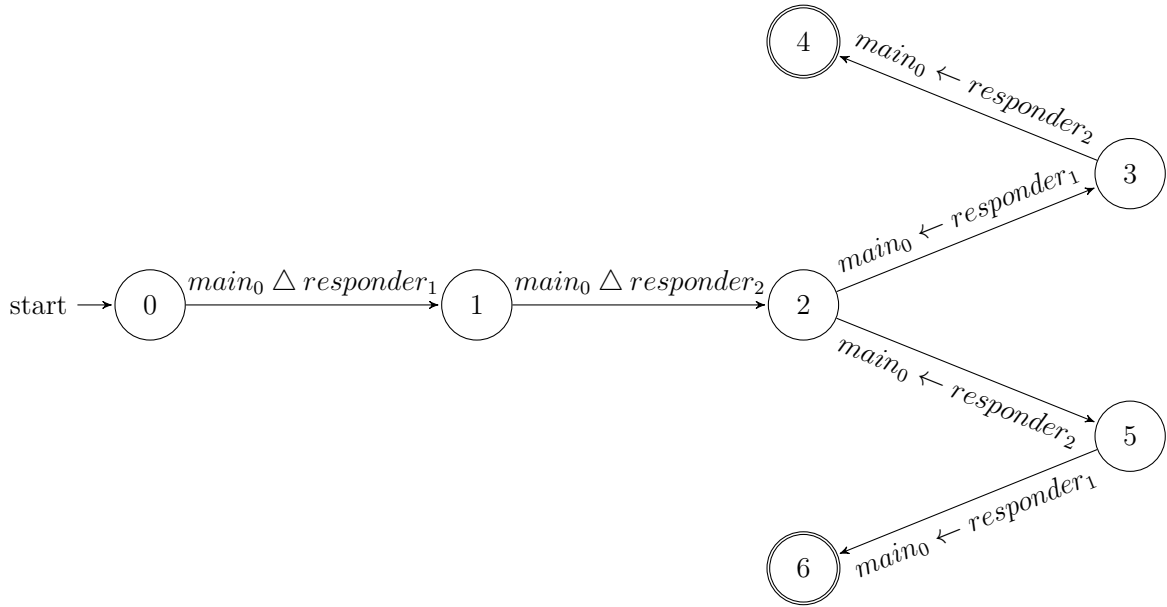 4
main₀ ← responder₂
3
main₀ ← responder₁
start
0
main₀ △ responder₁
1
main₀ △ responder₂
2
main₀ ← responder₂
5
main₀ ← responder₁
6